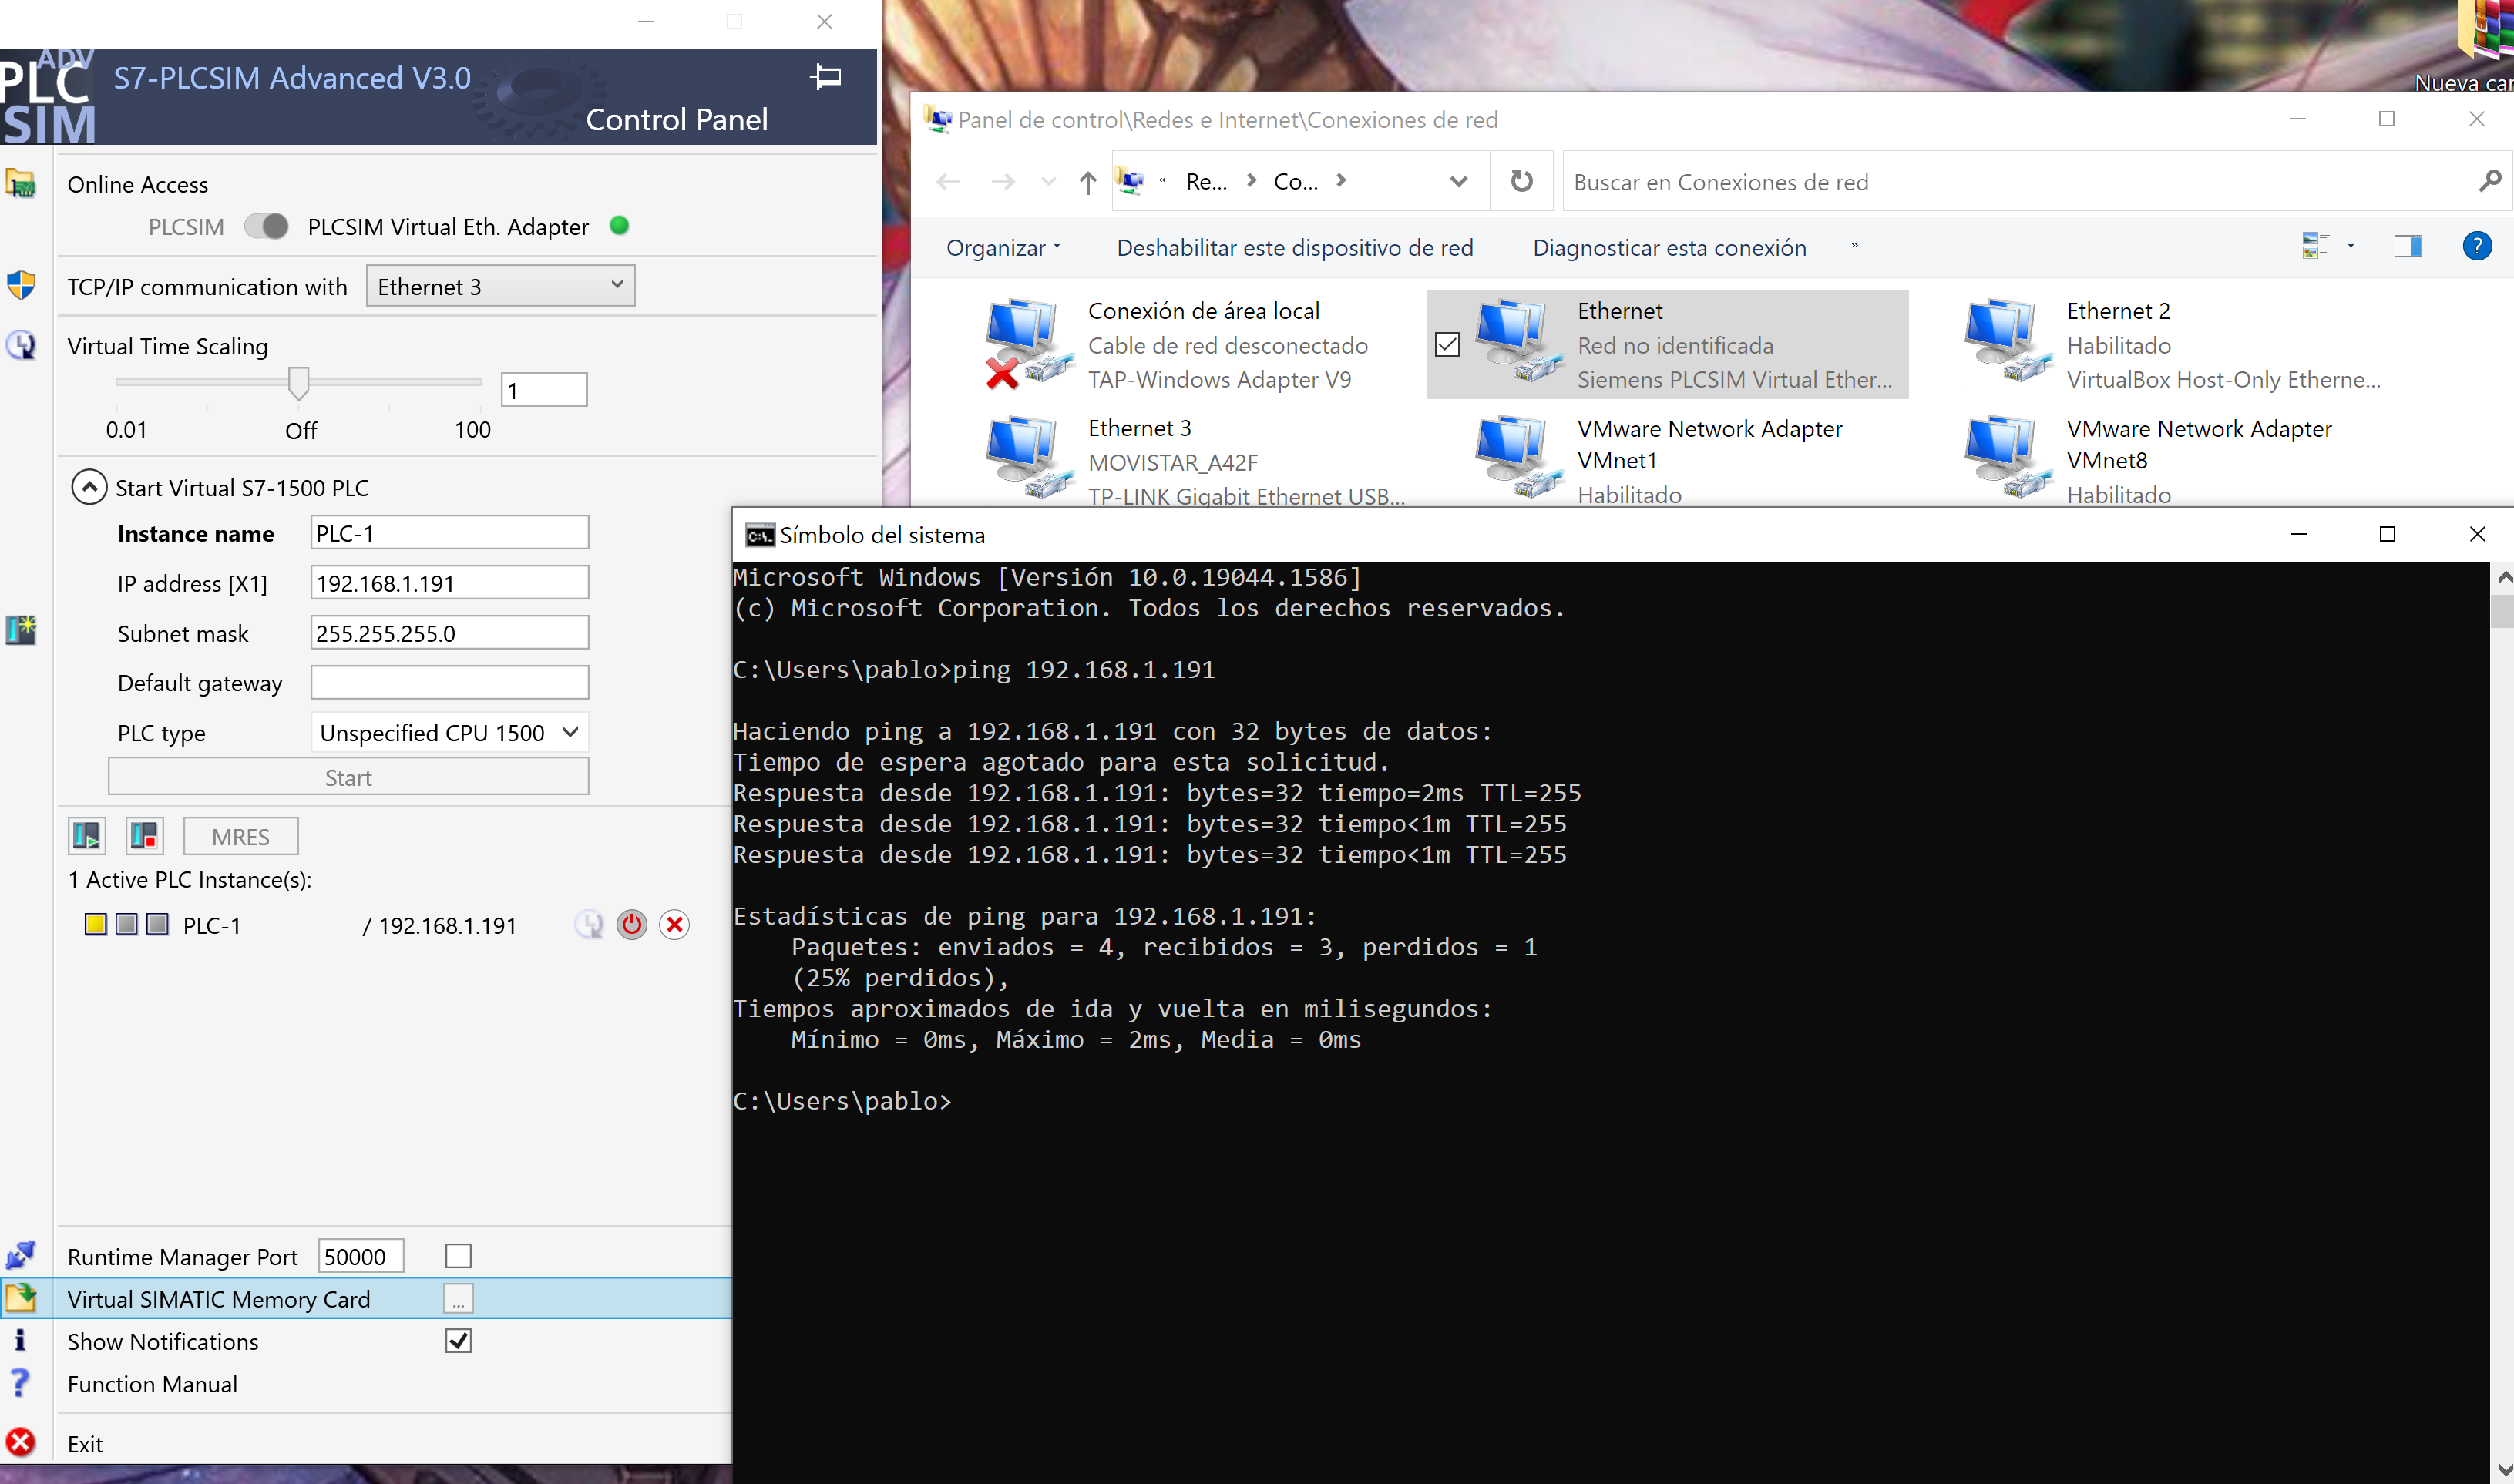 ADV
PLC
SIM
S7-PLCSIM Advanced V3.0
Control Panel
Online Access
PLCSIM
PLCSIM Virtual Eth. Adapter
TCP/IP communication with
Ethernet 3
Virtual Time Scaling
1
0.01
Off
100
Start Virtual S7-1500 PLC
Instance name
PLC-1
IP address [X1]
192.168.1.191
Subnet mask
255.255.255.0
Default gateway
PLC type
Unspecified CPU 1500
Start
MRES
1 Active PLC Instance(s):
PLC-1
/ 192.168.1.191
Runtime Manager Port
50000
Virtual SIMATIC Memory Card
...
Show Notifications
Function Manual
Exit
Nueva car
Panel de control\Redes e Internet\Conexiones de red
« Re... > Co... >
Buscar en Conexiones de red
Organizar
Deshabilitar este dispositivo de red
Diagnosticar esta conexión
»
Conexión de área local
Cable de red desconectado
TAP-Windows Adapter V9
Ethernet
Red no identificada
Siemens PLCSIM Virtual Ether...
Ethernet 2
Habilitado
VirtualBox Host-Only Etherne...
Ethernet 3
MOVISTAR_A42F
TP-LINK Gigabit Ethernet USB...
VMware Network Adapter
VMnet1
Habilitado
VMware Network Adapter
VMnet8
Habilitado
Símbolo del sistema
Microsoft Windows [Versión 10.0.19044.1586]
(c) Microsoft Corporation. Todos los derechos reservados.
C:\Users\pablo>ping 192.168.1.191
Haciendo ping a 192.168.1.191 con 32 bytes de datos:
Tiempo de espera agotado para esta solicitud.
Respuesta desde 192.168.1.191: bytes=32 tiempo=2ms TTL=255
Respuesta desde 192.168.1.191: bytes=32 tiempo<1m TTL=255
Respuesta desde 192.168.1.191: bytes=32 tiempo<1m TTL=255
Estadísticas de ping para 192.168.1.191:
Paquetes: enviados = 4, recibidos = 3, perdidos = 1
(25% perdidos),
Tiempos aproximados de ida y vuelta en milisegundos:
Mínimo = 0ms, Máximo = 2ms, Media = 0ms
C:\Users\pablo>